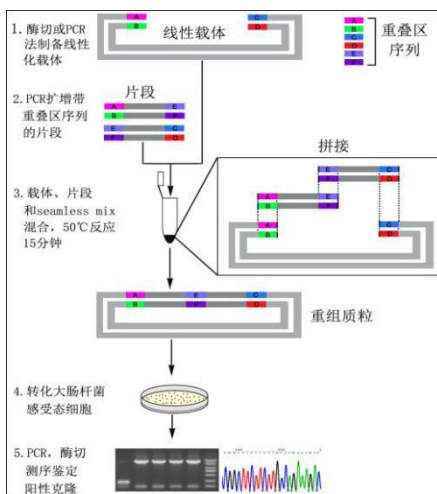 1. 酶切或PCR
法制备线性
化载体
A
B
线性载体
C
D
A
B
C
D
E
F
重叠区
序列
2. PCR扩增带
重叠区序列
的片段
片段
A E
B F
E C
F D
3. 载体、片段
和seamless mix
混合，50℃反应
15分钟
拼接
E C
F D
A E
B F
A C
B D
A E C
B F D
重组质粒
4. 转化大肠杆菌
感受态细胞
5. PCR，酶切
测序鉴定
阳性克隆